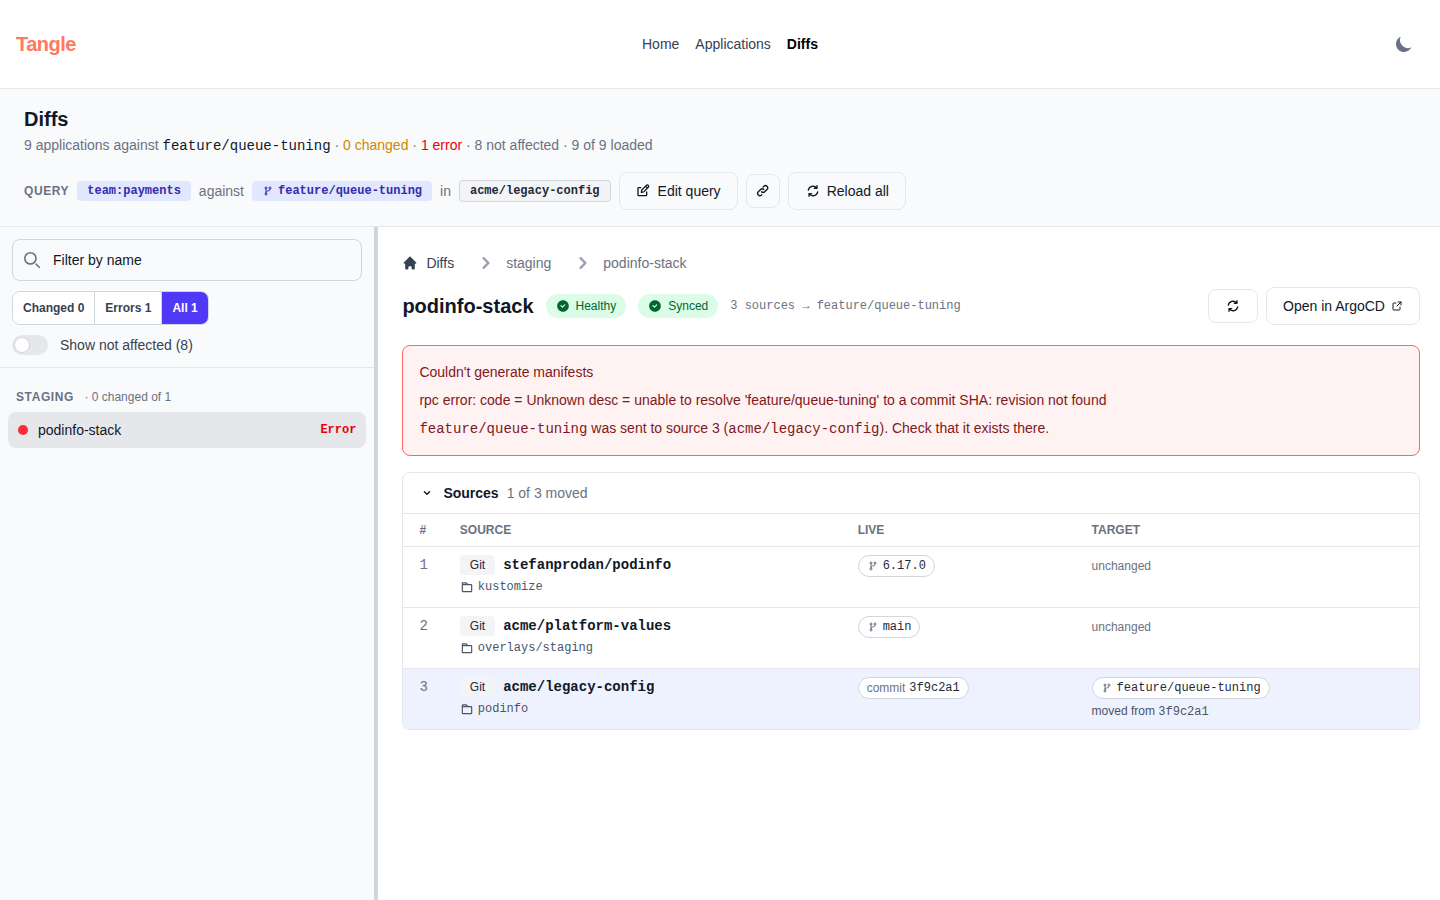 Tangle
Home Applications Diffs
Diffs
9 applications against feature/queue-tuning · 0 changed · 1 error · 8 not affected · 9 of 9 loaded
QUERY team:payments against feature/queue-tuning in acme/legacy-config Edit query Reload all
Filter by name
Changed 0 Errors 1 All 1
Show not affected (8)
STAGING · 0 changed of 1
podinfo-stack Error
Diffs staging podinfo-stack
podinfo-stack Healthy Synced 3 sources → feature/queue-tuning Open in ArgoCD
Couldn't generate manifests
rpc error: code = Unknown desc = unable to resolve 'feature/queue-tuning' to a commit SHA: revision not found
feature/queue-tuning was sent to source 3 (acme/legacy-config). Check that it exists there.
Sources 1 of 3 moved
# SOURCE LIVE TARGET
1 Git stefanprodan/podinfo 6.17.0 unchanged
kustomize
2 Git acme/platform-values main unchanged
overlays/staging
3 Git acme/legacy-config commit 3f9c2a1 feature/queue-tuning
podinfo moved from 3f9c2a1